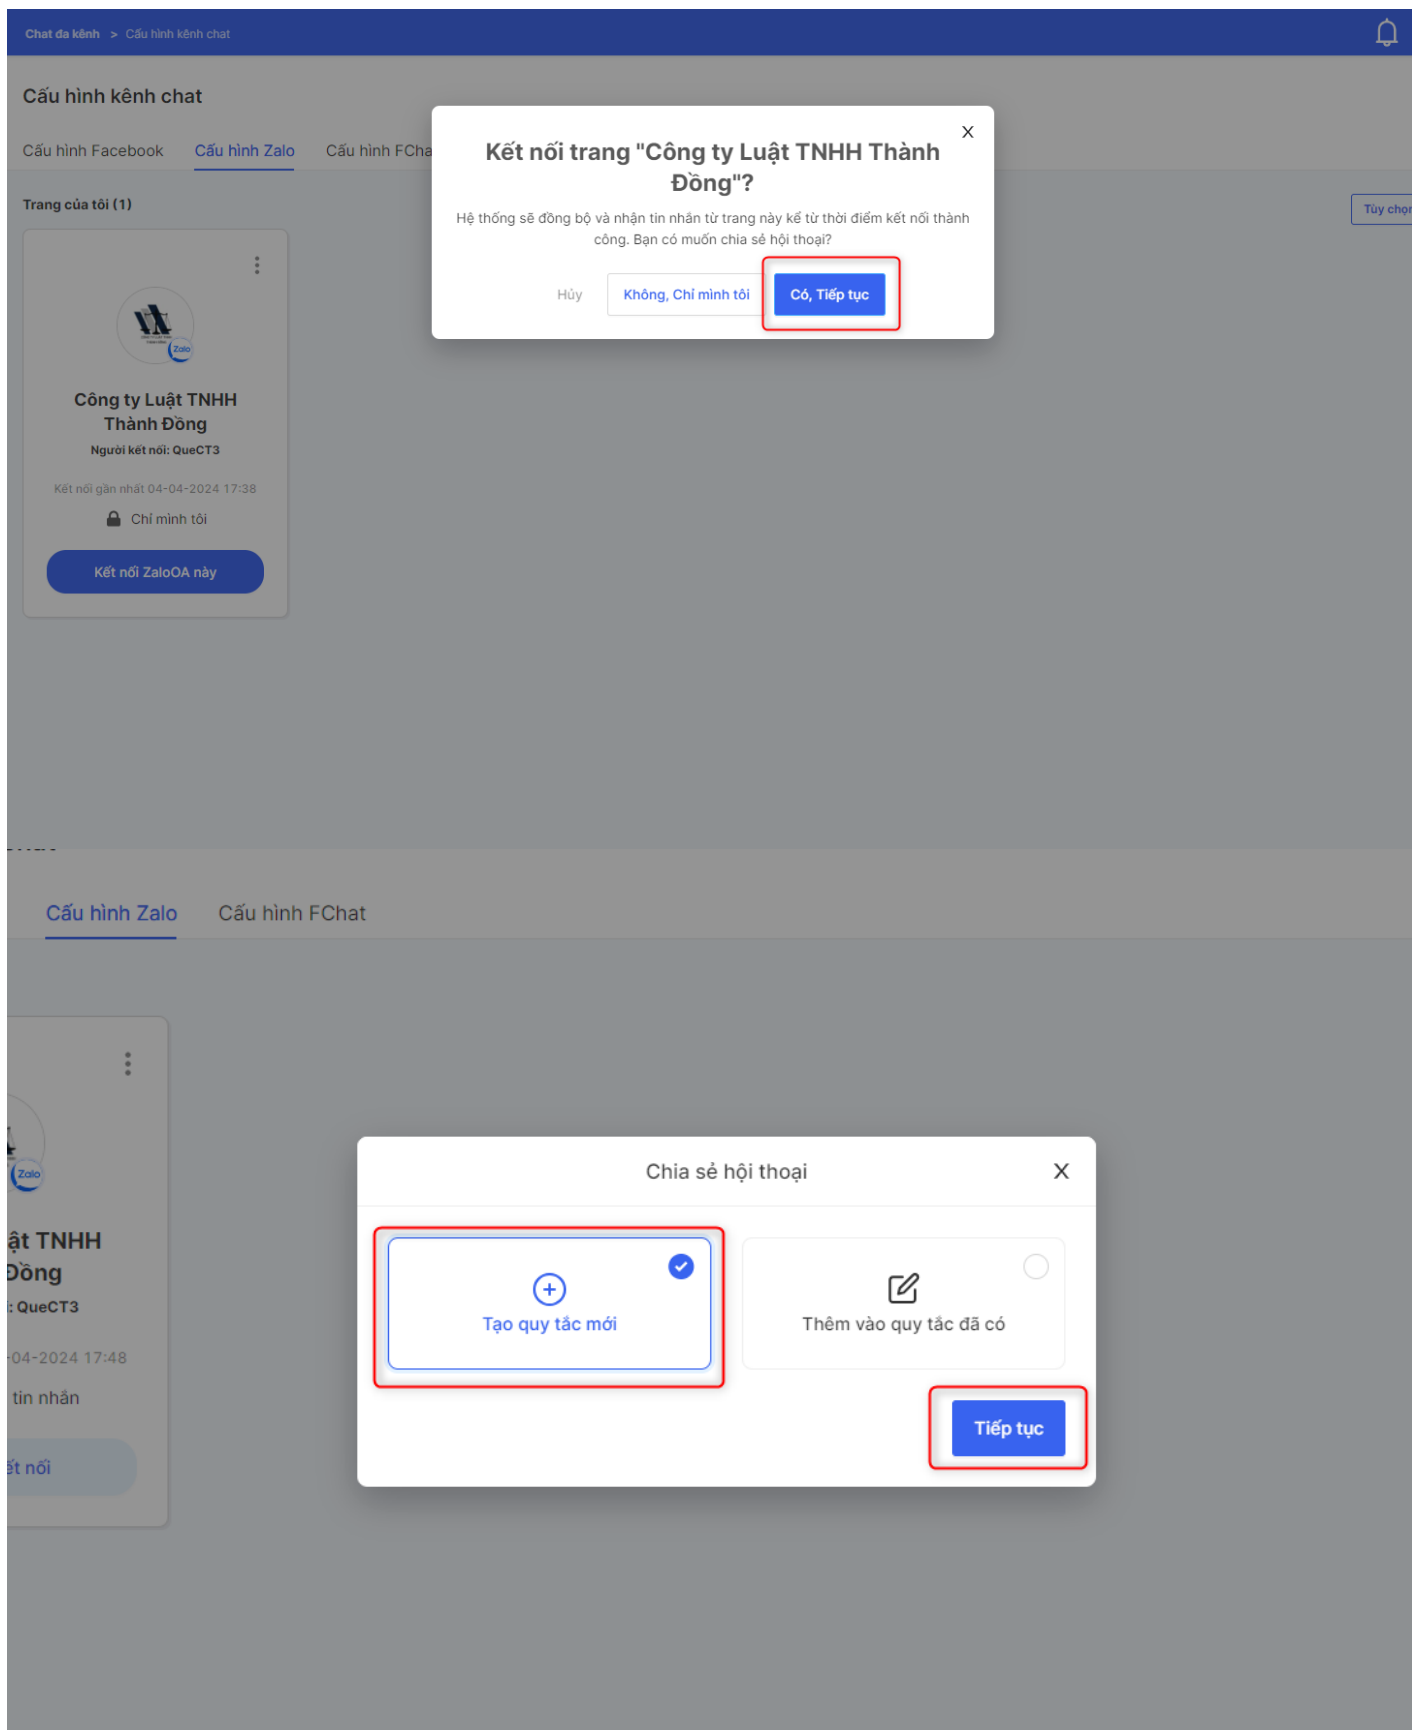 Chat đa kênh > Cấu hình kênh chat
Cấu hình kênh chat
Cấu hình Facebook Cấu hình Zalo Cấu hình FCha
Kết nối trang "Công ty Luật TNHH Thành
Đồng"?
X
Hệ thống sẽ đồng bộ và nhận tin nhắn từ trang này kể từ thời điểm kết nối thành
công. Bạn có muốn chia sẻ hội thoại?
Hủy Không, Chỉ mình tôi Có, Tiếp tục
Trang của tôi (1)
Tùy chọn
Zalo
Công ty Luật TNHH
Thành Đồng
Người kết nối: QueCT3
Kết nối gần nhất 04-04-2024 17:38
Chỉ mình tôi
Kết nối ZaloOA này
Cấu hình Zalo Cấu hình FChat
Zalo
ật TNHH
Đồng
: QueCT3
-04-2024 17:48
tin nhắn
ết nối
Chia sẻ hội thoại X
Tạo quy tắc mới
Thêm vào quy tắc đã có
Tiếp tục